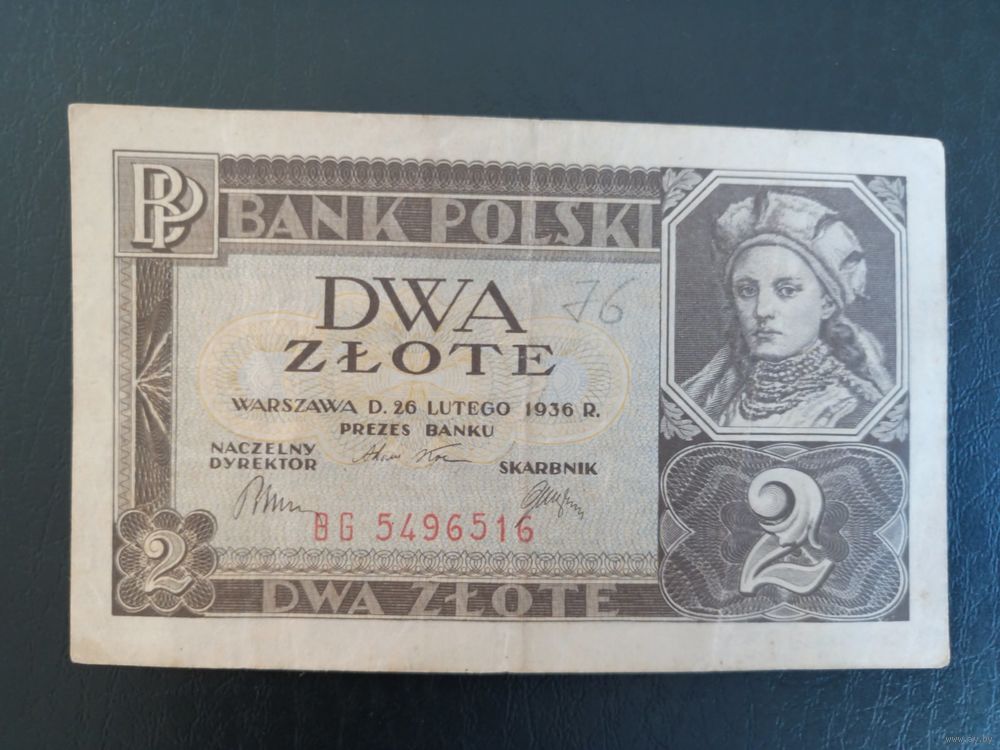 BP
BANK POLSKI
DWA
76
ZŁOTE
WARSZAWA D. 26 LUTEGO 1936 R.
PREZES BANKU
NACZELNY
DYREKTOR
SKARBNIK
BG 5496516
2
2
DWA ZŁOTE